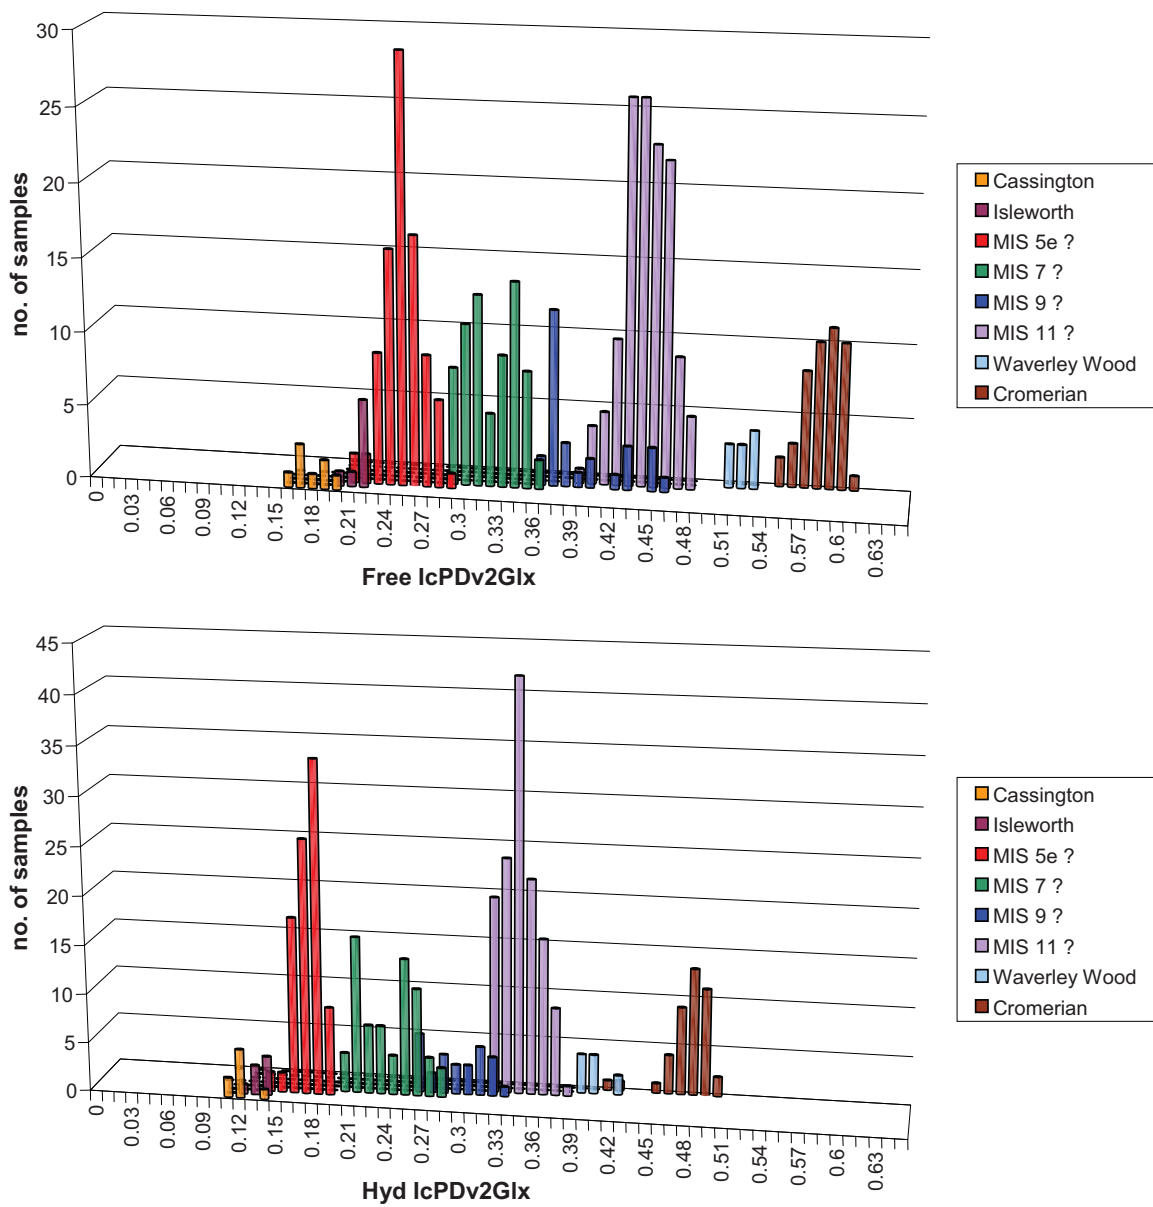 30
25
20
15
10
5
0
no. of samples
0 0.03 0.06 0.09 0.12 0.15 0.18 0.21 0.24 0.27 0.3 0.33 0.36 0.39 0.42 0.45 0.48 0.51 0.54 0.57 0.6 0.63
Free IcPDv2Glx
Cassington
Isleworth
MIS 5e ?
MIS 7 ?
MIS 9 ?
MIS 11 ?
Waverley Wood
Cromerian
45
40
35
30
25
20
15
10
5
0
no. of samples
0 0.03 0.06 0.09 0.12 0.15 0.18 0.21 0.24 0.27 0.3 0.33 0.36 0.39 0.42 0.45 0.48 0.51 0.54 0.57 0.6 0.63
Hyd IcPDv2Glx
Cassington
Isleworth
MIS 5e ?
MIS 7 ?
MIS 9 ?
MIS 11 ?
Waverley Wood
Cromerian